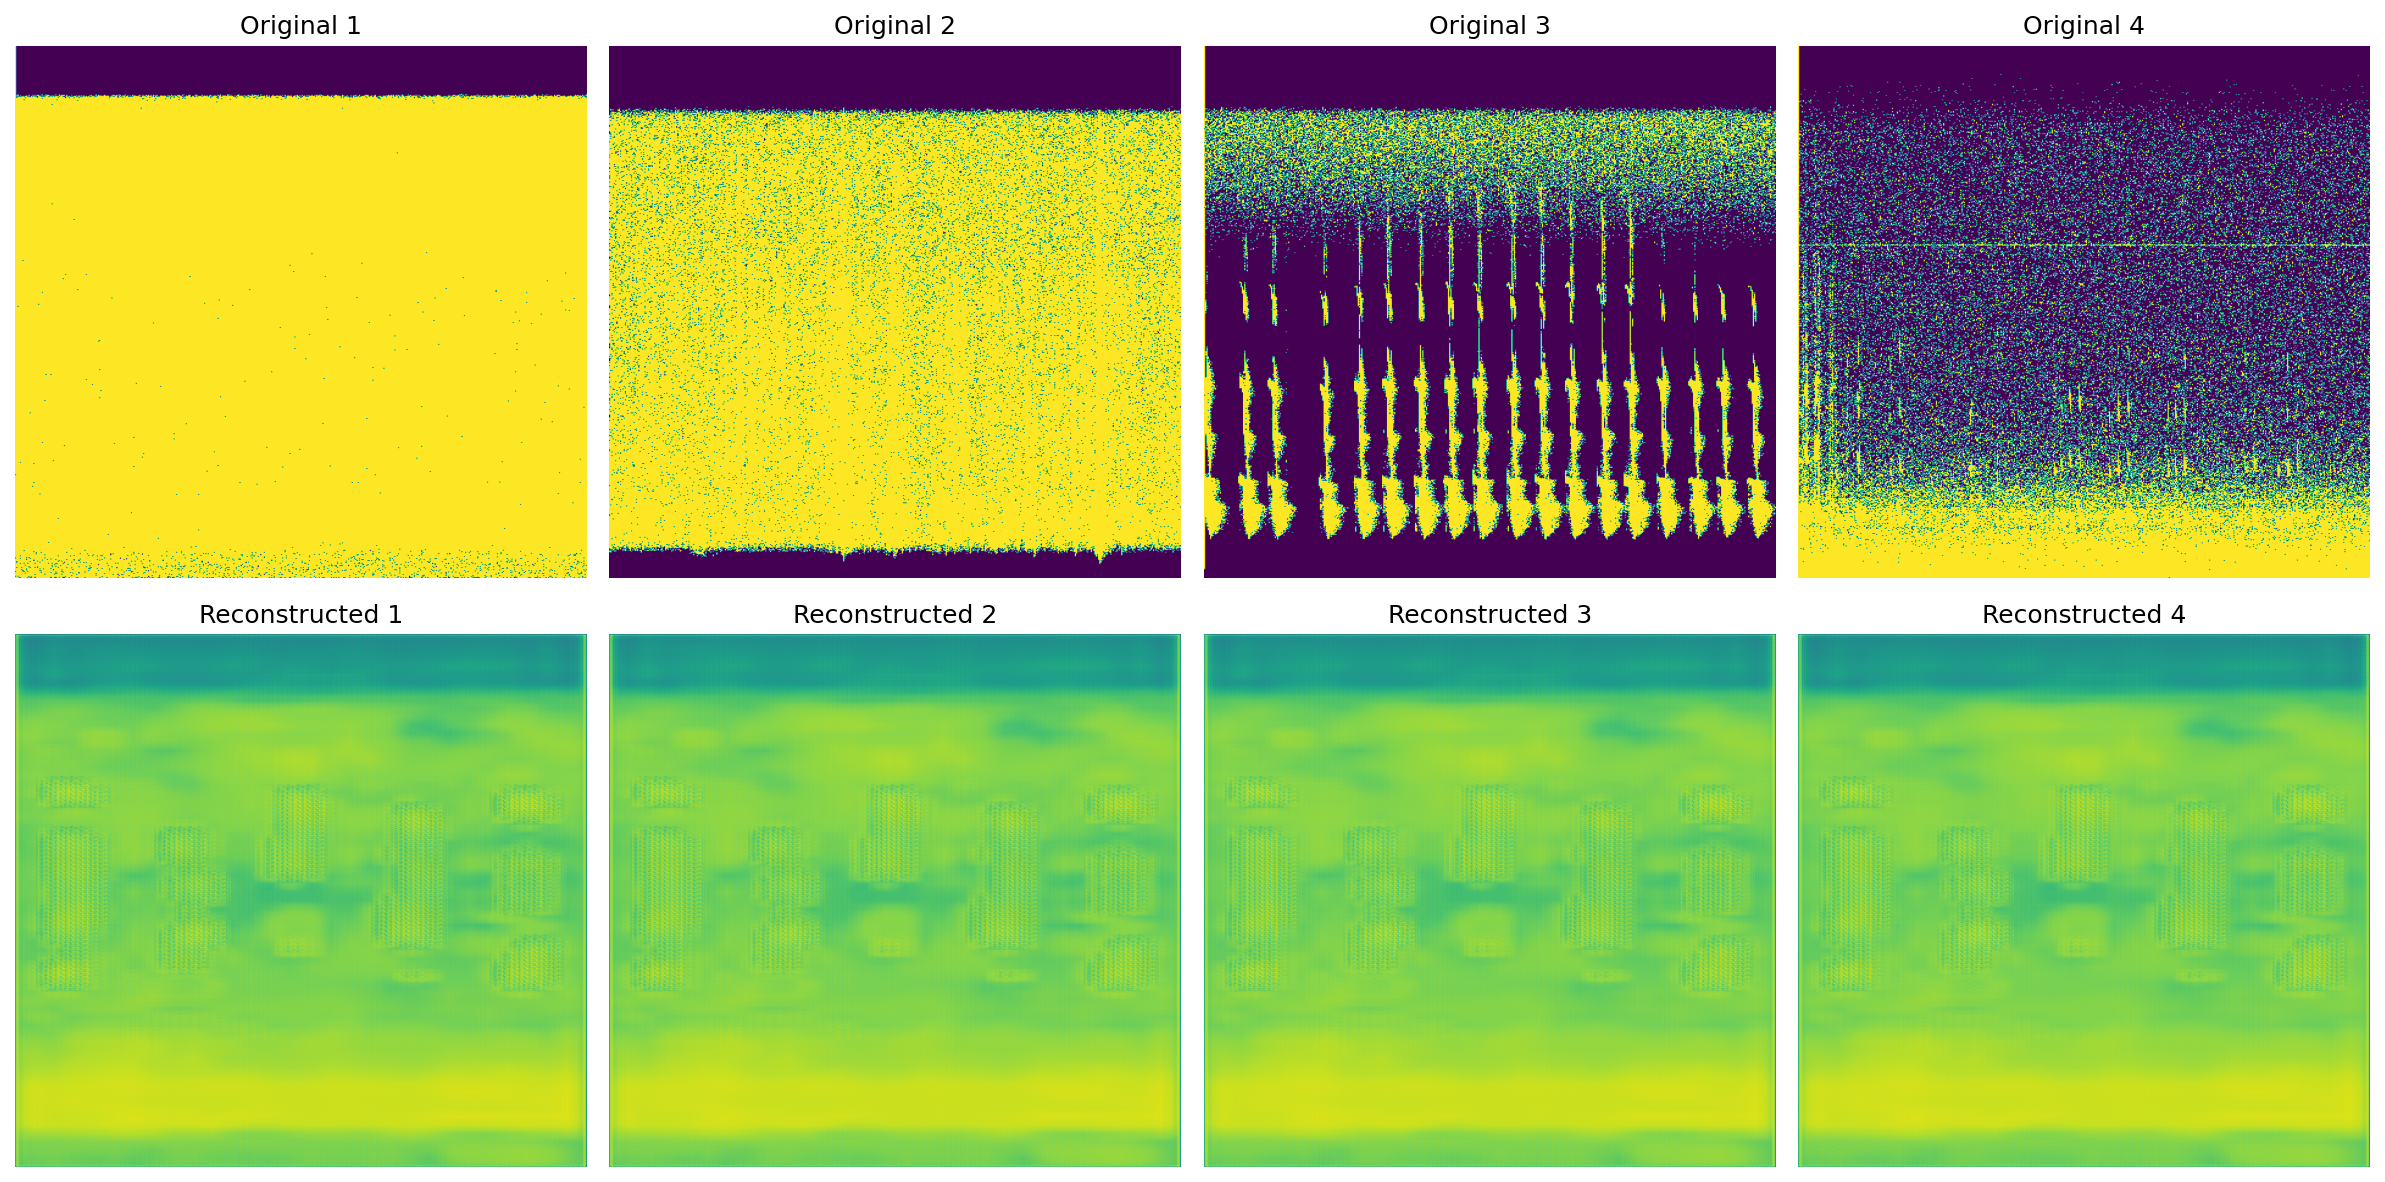 Original 1
Original 2
Original 3
Original 4
Reconstructed 1
Reconstructed 2
Reconstructed 3
Reconstructed 4